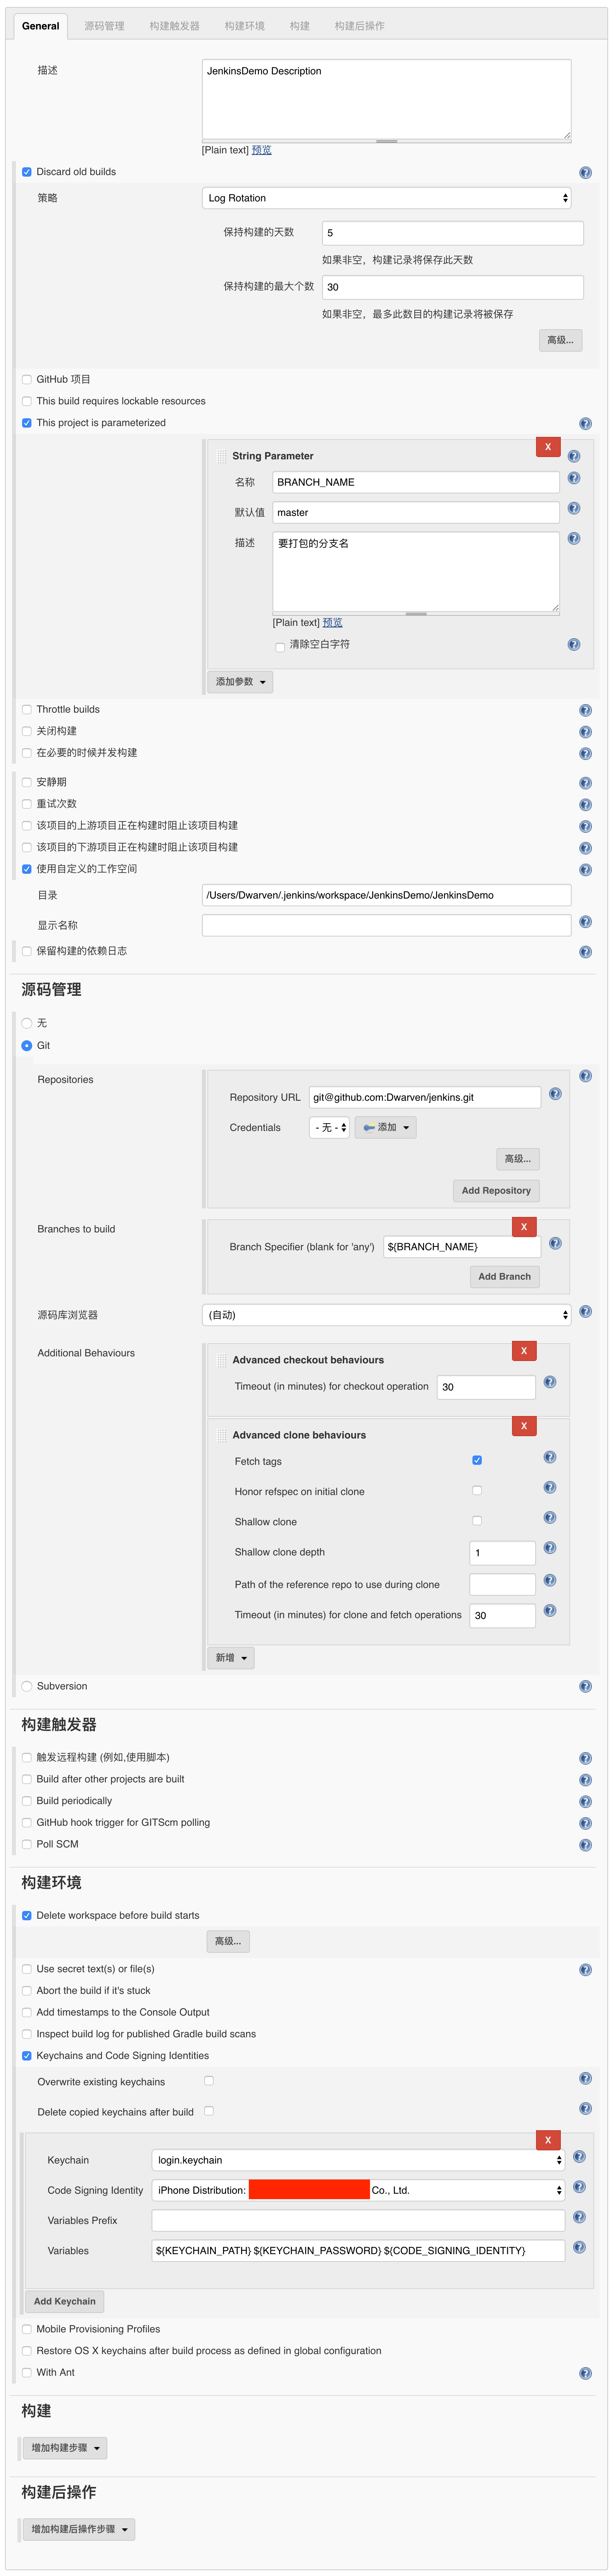 General 源码管理 构建触发器 构建环境 构建 构建后操作
描述 JenkinsDemo Description
[Plain text] 预览
Discard old builds
策略 Log Rotation
保持构建的天数 5
如果非空，构建记录将保存此天数
保持构建的最大个数 30
如果非空，最多此数目的构建记录将被保存
高级...
GitHub 项目
This build requires lockable resources
This project is parameterized
X
String Parameter
名称 BRANCH_NAME
默认值 master
描述 要打包的分支名
[Plain text] 预览
清除空白字符
添加参数
Throttle builds
关闭构建
在必要的时候并发构建
安静期
重试次数
该项目的上游项目正在构建时阻止该项目构建
该项目的下游项目正在构建时阻止该项目构建
使用自定义的工作空间
目录 /Users/Dwarven/.jenkins/workspace/JenkinsDemo/JenkinsDemo
显示名称
保留构建的依赖日志
源码管理
无
Git
Repositories
Repository URL git@github.com:Dwarven/jenkins.git
Credentials - 无 - 添加
高级...
Add Repository
Branches to build
X
Branch Specifier (blank for 'any') ${BRANCH_NAME}
Add Branch
源码库浏览器 (自动)
Additional Behaviours
X
Advanced checkout behaviours
Timeout (in minutes) for checkout operation 30
X
Advanced clone behaviours
Fetch tags
Honor refspec on initial clone
Shallow clone
Shallow clone depth 1
Path of the reference repo to use during clone
Timeout (in minutes) for clone and fetch operations 30
新增
Subversion
构建触发器
触发远程构建 (例如,使用脚本)
Build after other projects are built
Build periodically
GitHub hook trigger for GITScm polling
Poll SCM
构建环境
Delete workspace before build starts
高级...
Use secret text(s) or file(s)
Abort the build if it's stuck
Add timestamps to the Console Output
Inspect build log for published Gradle build scans
Keychains and Code Signing Identities
Overwrite existing keychains
Delete copied keychains after build
X
Keychain login.keychain
Code Signing Identity iPhone Distribution: Co., Ltd.
Variables Prefix
Variables ${KEYCHAIN_PATH} ${KEYCHAIN_PASSWORD} ${CODE_SIGNING_IDENTITY}
Add Keychain
Mobile Provisioning Profiles
Restore OS X keychains after build process as defined in global configuration
With Ant
构建
增加构建步骤
构建后操作
增加构建后操作步骤